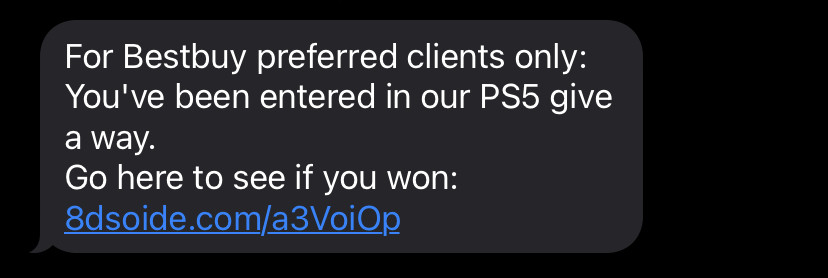 For Bestbuy preferred clients only:
You've been entered in our PS5 give
a way.
Go here to see if you won:
8dsoide.com/a3VoiOp